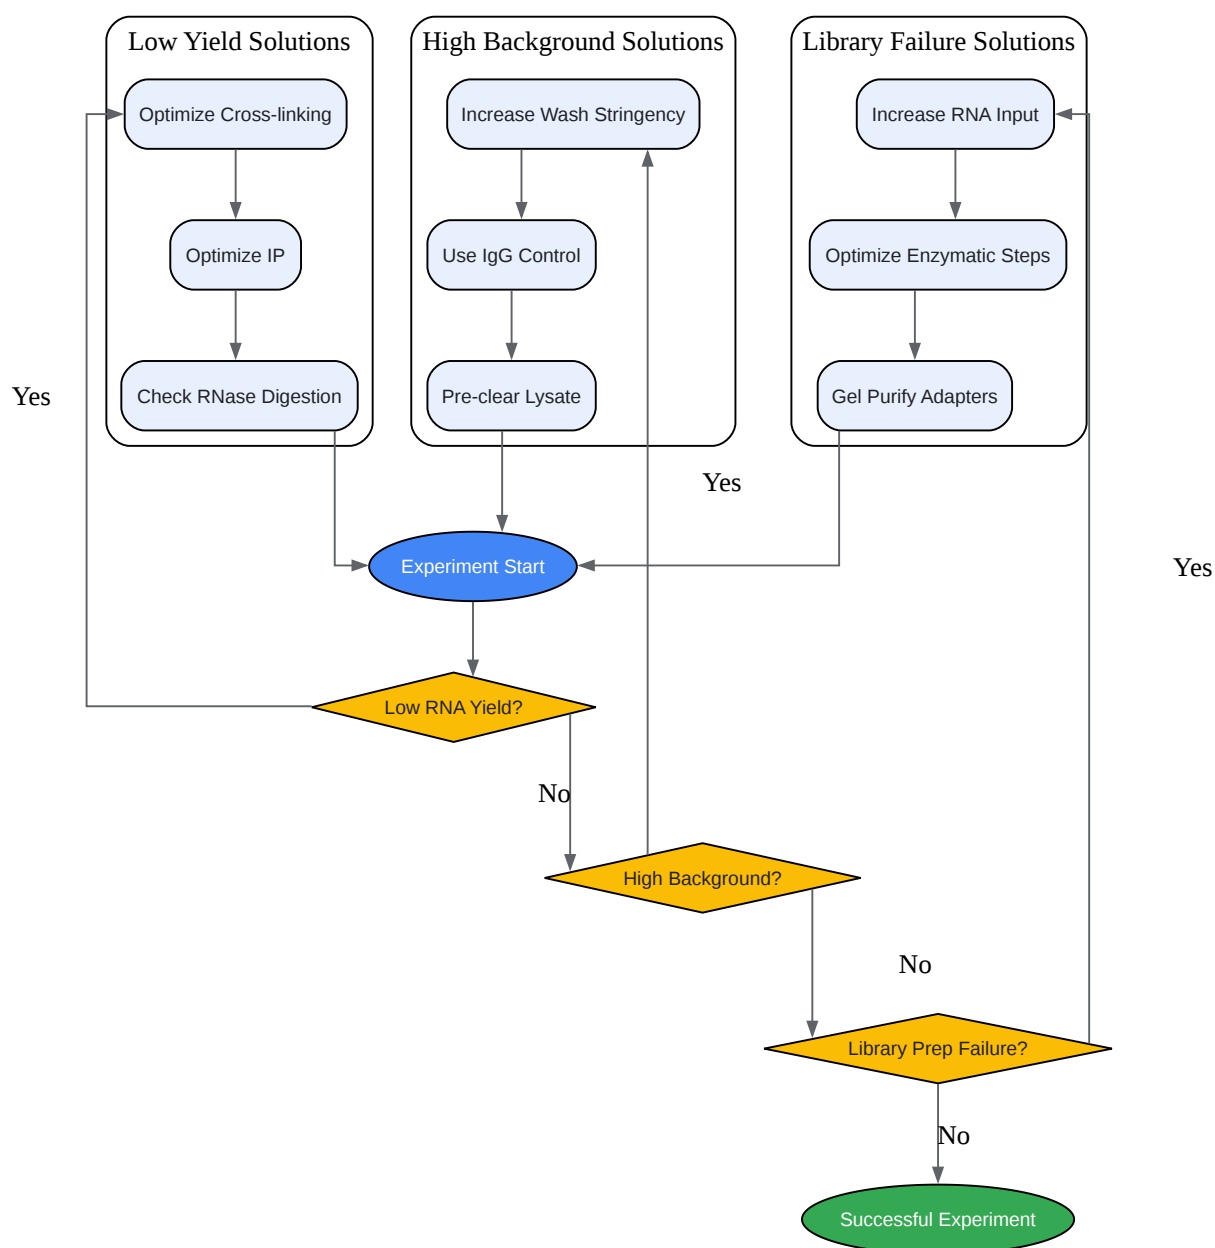 Low Yield Solutions
High Background Solutions
Library Failure Solutions
Optimize Cross-linking
Increase Wash Stringency
Increase RNA Input
Optimize IP
Use IgG Control
Optimize Enzymatic Steps
Yes
Check RNase Digestion
Pre-clear Lysate
Gel Purify Adapters
Yes
Experiment Start
Yes
Low RNA Yield?
No
High Background?
No
Library Prep Failure?
No
Successful Experiment